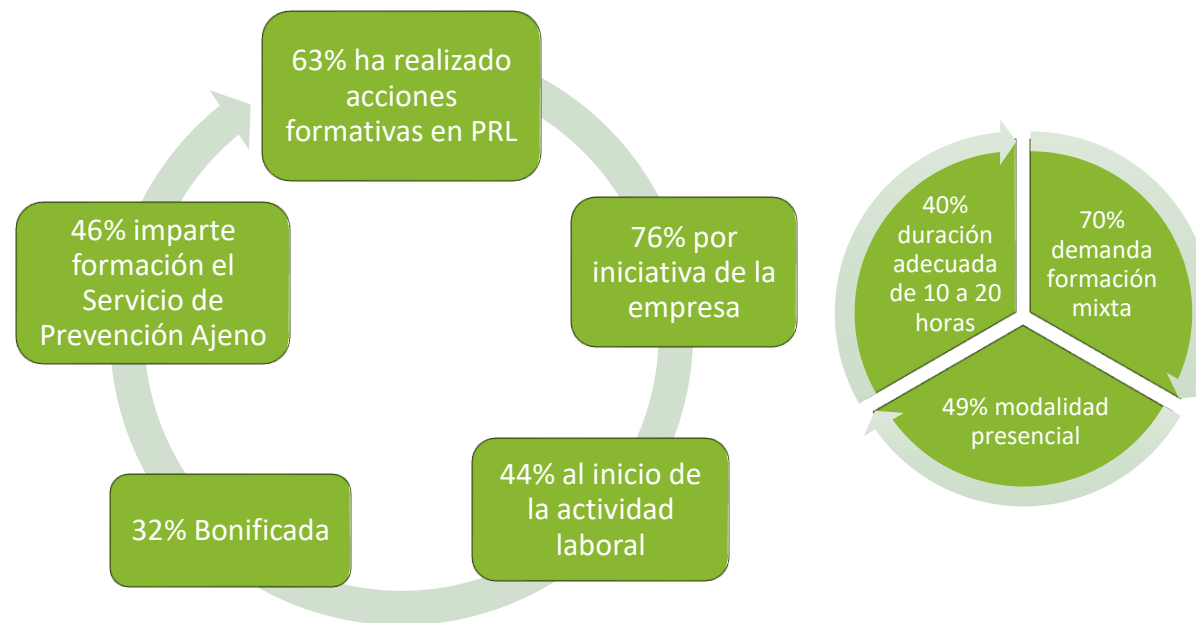 63% ha realizado
acciones
formativas en PRL
76% por
iniciativa de la
empresa
44% al inicio de
la actividad
laboral
32% Bonificada
46% imparte
formación el
Servicio de
Prevención Ajeno
70%
demanda
formación
mixta
49% modalidad
presencial
40%
duración
adecuada
de 10 a 20
horas